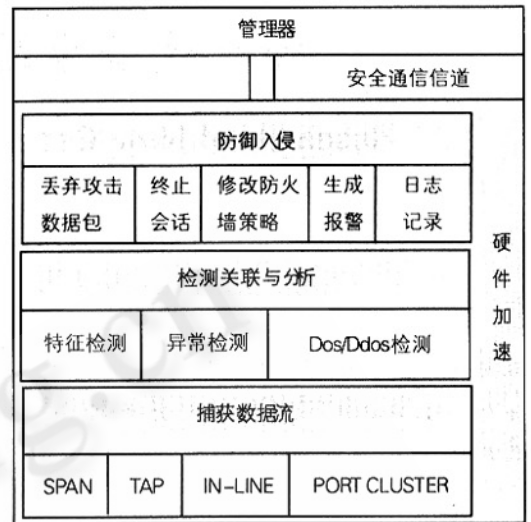 管理器
安全通信信道
防御入侵
丢弃攻击
数据包
终止
会话
修改防火
墙策略
生成
报警
日志
记录
检测关联与分析
特征检测
异常检测
Dos/Ddos检测
捕获数据流
SPAN
TAP
IN-LINE
PORT CLUSTER
硬
件
加
速